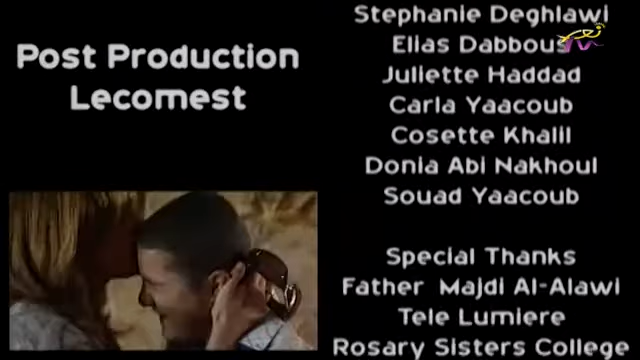 Post Production
Lecomest
Stephanie Deghlawi
Elias Dabbous
Juliette Haddad
Carla Yaacoub
Cosette Khalil
Donia Abi Nakhoul
Souad Yaacoub
Special Thanks
Father Majdi Al-Alawi
Tele Lumiere
Rosary Sisters College